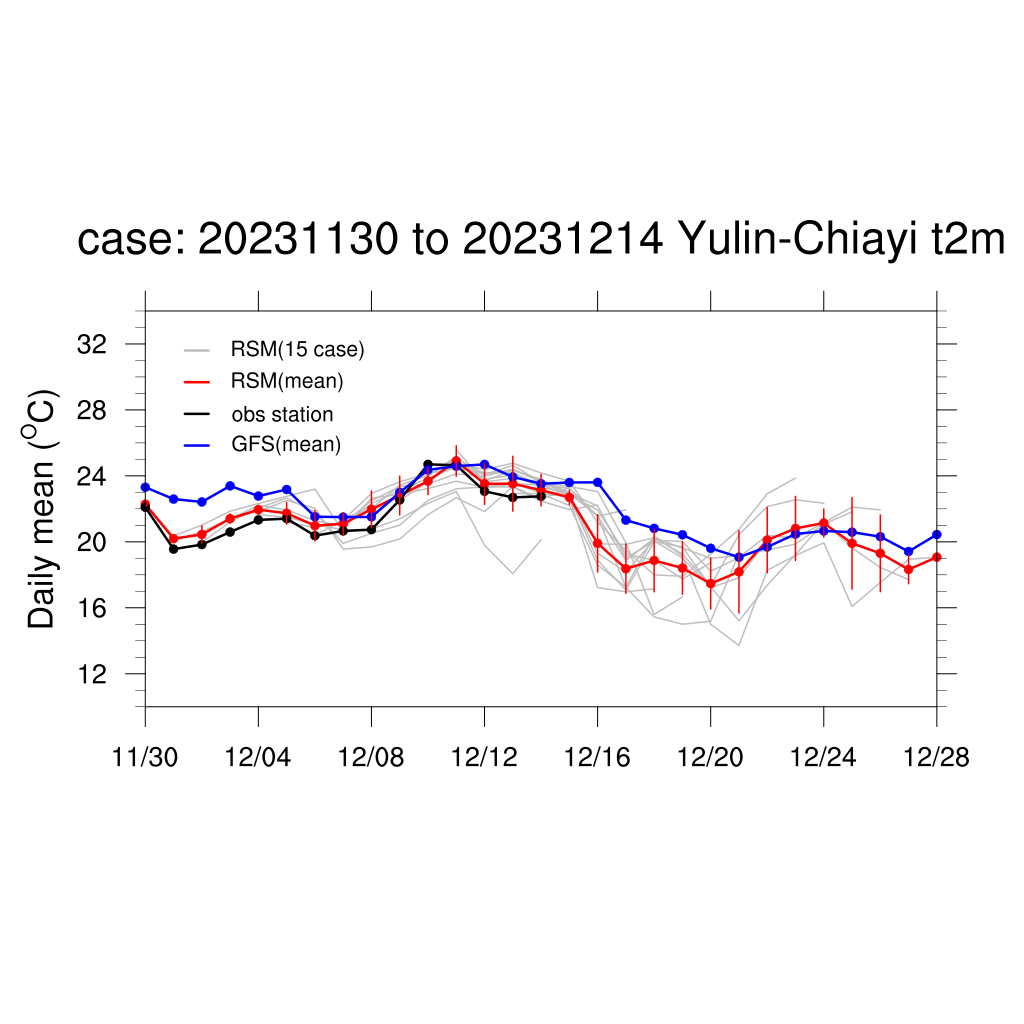 case: 20231130 to 20231214 Yulin-Chiayi t2m
Daily mean (°C)
32
28
24
20
16
12
RSM(15 case)
RSM(mean)
obs station
GFS(mean)
11/30 12/04 12/08 12/12 12/16 12/20 12/24 12/28